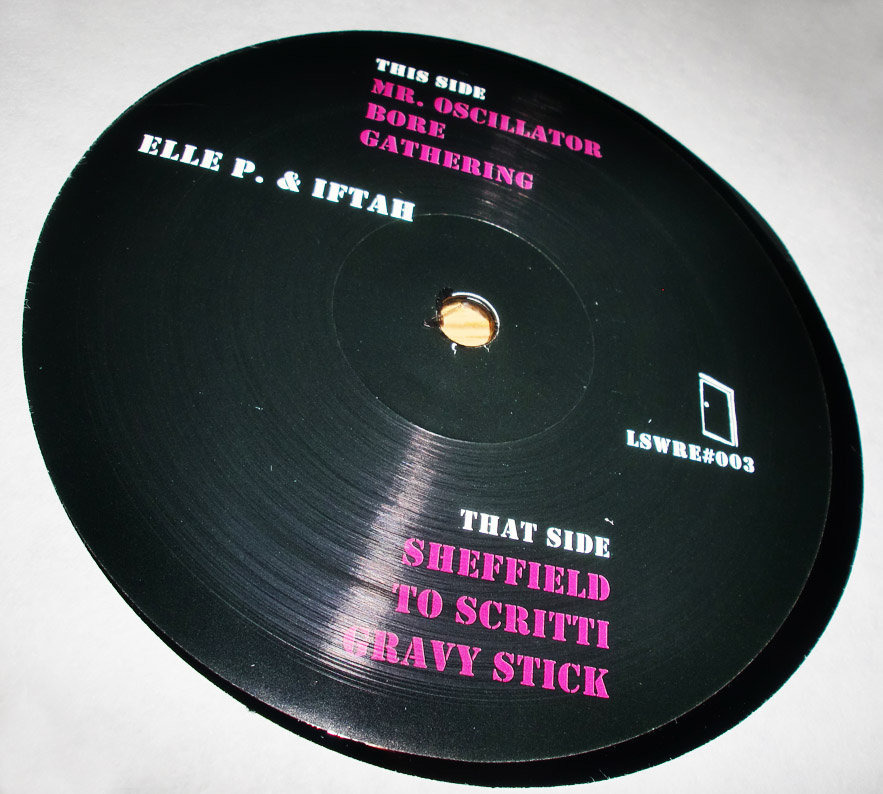 THIS SIDE
MR. OSCILLATOR
BORE
GATHERING
ELLE P. & IFTAH
LSWRE#003
THAT SIDE
SHEFFIELD
TO SCRITTI
GRAVY STICK